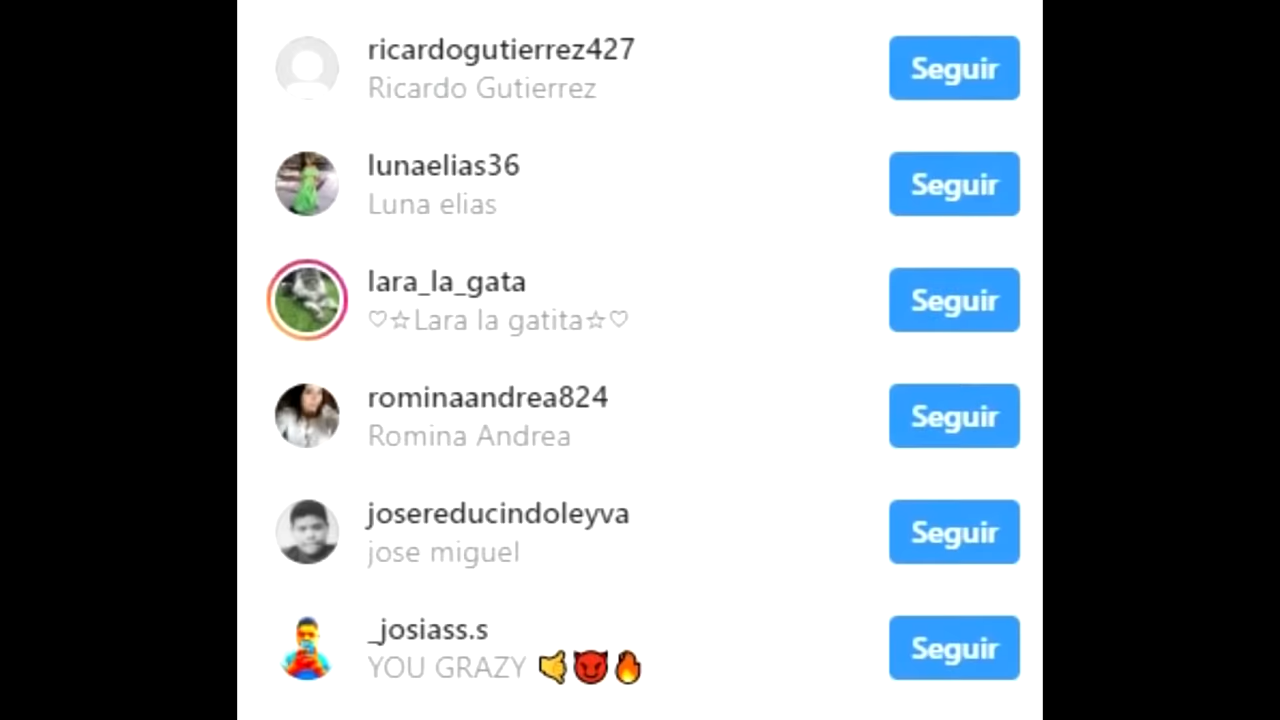 ricardogutierrez427
Ricardo Gutierrez
Seguir
lunaelias36
Luna elias
Seguir
lara_la_gata
♡☆Lara la gatita☆♡
Seguir
rominaandrea824
Romina Andrea
Seguir
josereducindoleyva
jose miguel
Seguir
_josiass.s
YOU GRAZY 🤙😈🔥
Seguir